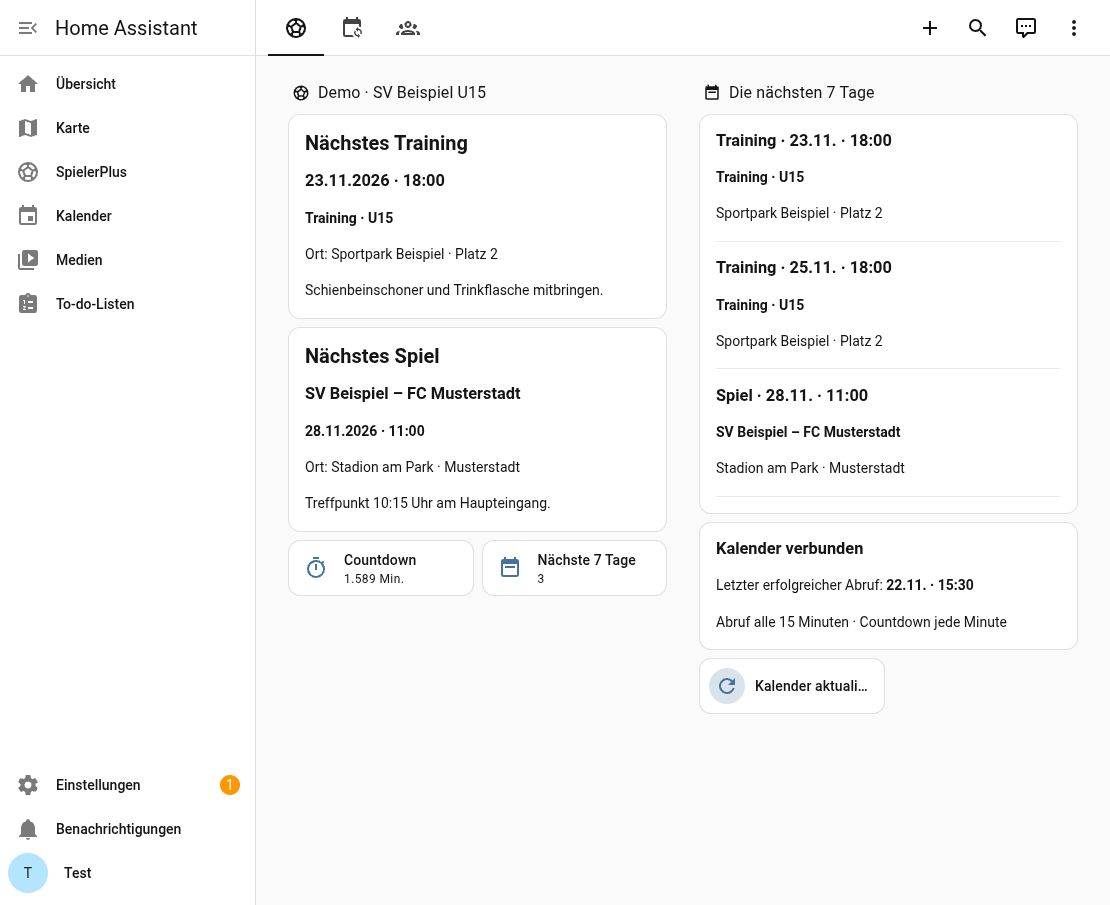 Home Assistant
Übersicht
Karte
SpielerPlus
Kalender
Medien
To-do-Listen
Einstellungen
1
Benachrichtigungen
T
Test
Demo · SV Beispiel U15
Nächstes Training
23.11.2026 · 18:00
Training · U15
Ort: Sportpark Beispiel · Platz 2
Schienbeinschoner und Trinkflasche mitbringen.
Nächstes Spiel
SV Beispiel – FC Musterstadt
28.11.2026 · 11:00
Ort: Stadion am Park · Musterstadt
Treffpunkt 10:15 Uhr am Haupteingang.
Countdown
1.589 Min.
Nächste 7 Tage
3
Die nächsten 7 Tage
Training · 23.11. · 18:00
Training · U15
Sportpark Beispiel · Platz 2
Training · 25.11. · 18:00
Training · U15
Sportpark Beispiel · Platz 2
Spiel · 28.11. · 11:00
SV Beispiel – FC Musterstadt
Stadion am Park · Musterstadt
Kalender verbunden
Letzter erfolgreicher Abruf: 22.11. · 15:30
Abruf alle 15 Minuten · Countdown jede Minute
Kalender aktuali…